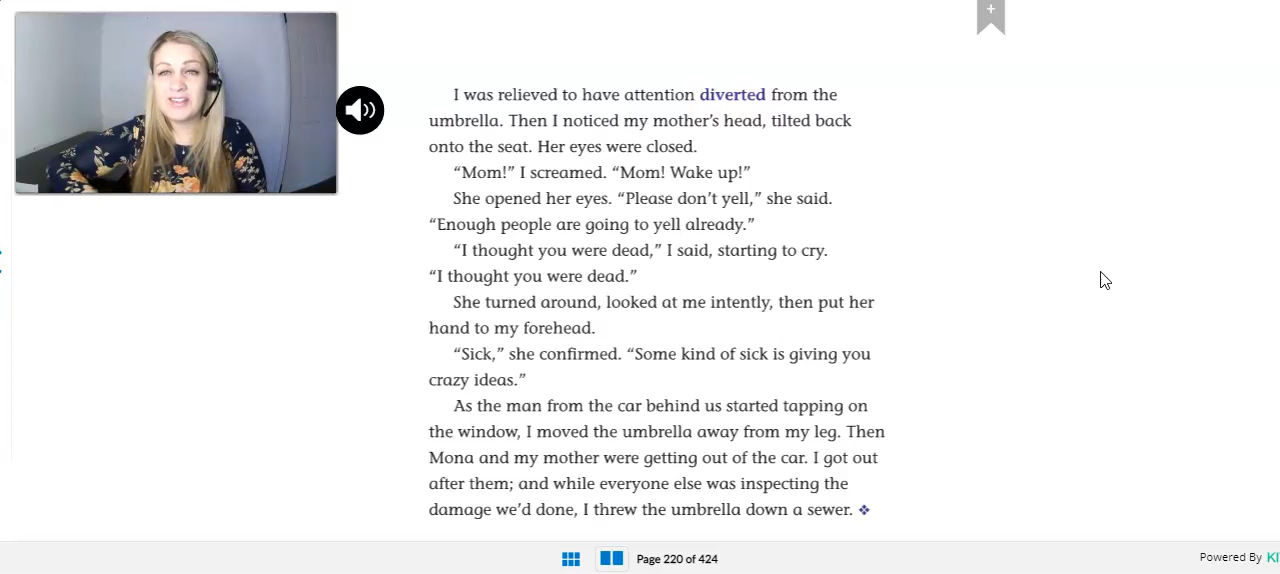 +
I was relieved to have attention diverted from the
umbrella. Then I noticed my mother’s head, tilted back
onto the seat. Her eyes were closed.
“Mom!” I screamed. “Mom! Wake up!”
She opened her eyes. “Please don’t yell,” she said.
“Enough people are going to yell already.”
“I thought you were dead,” I said, starting to cry.
“I thought you were dead.”
She turned around, looked at me intently, then put her
hand to my forehead.
“Sick,” she confirmed. “Some kind of sick is giving you
crazy ideas.”
As the man from the car behind us started tapping on
the window, I moved the umbrella away from my leg. Then
Mona and my mother were getting out of the car. I got out
after them; and while everyone else was inspecting the
damage we’d done, I threw the umbrella down a sewer. ❖
Page 220 of 424
Powered By KI